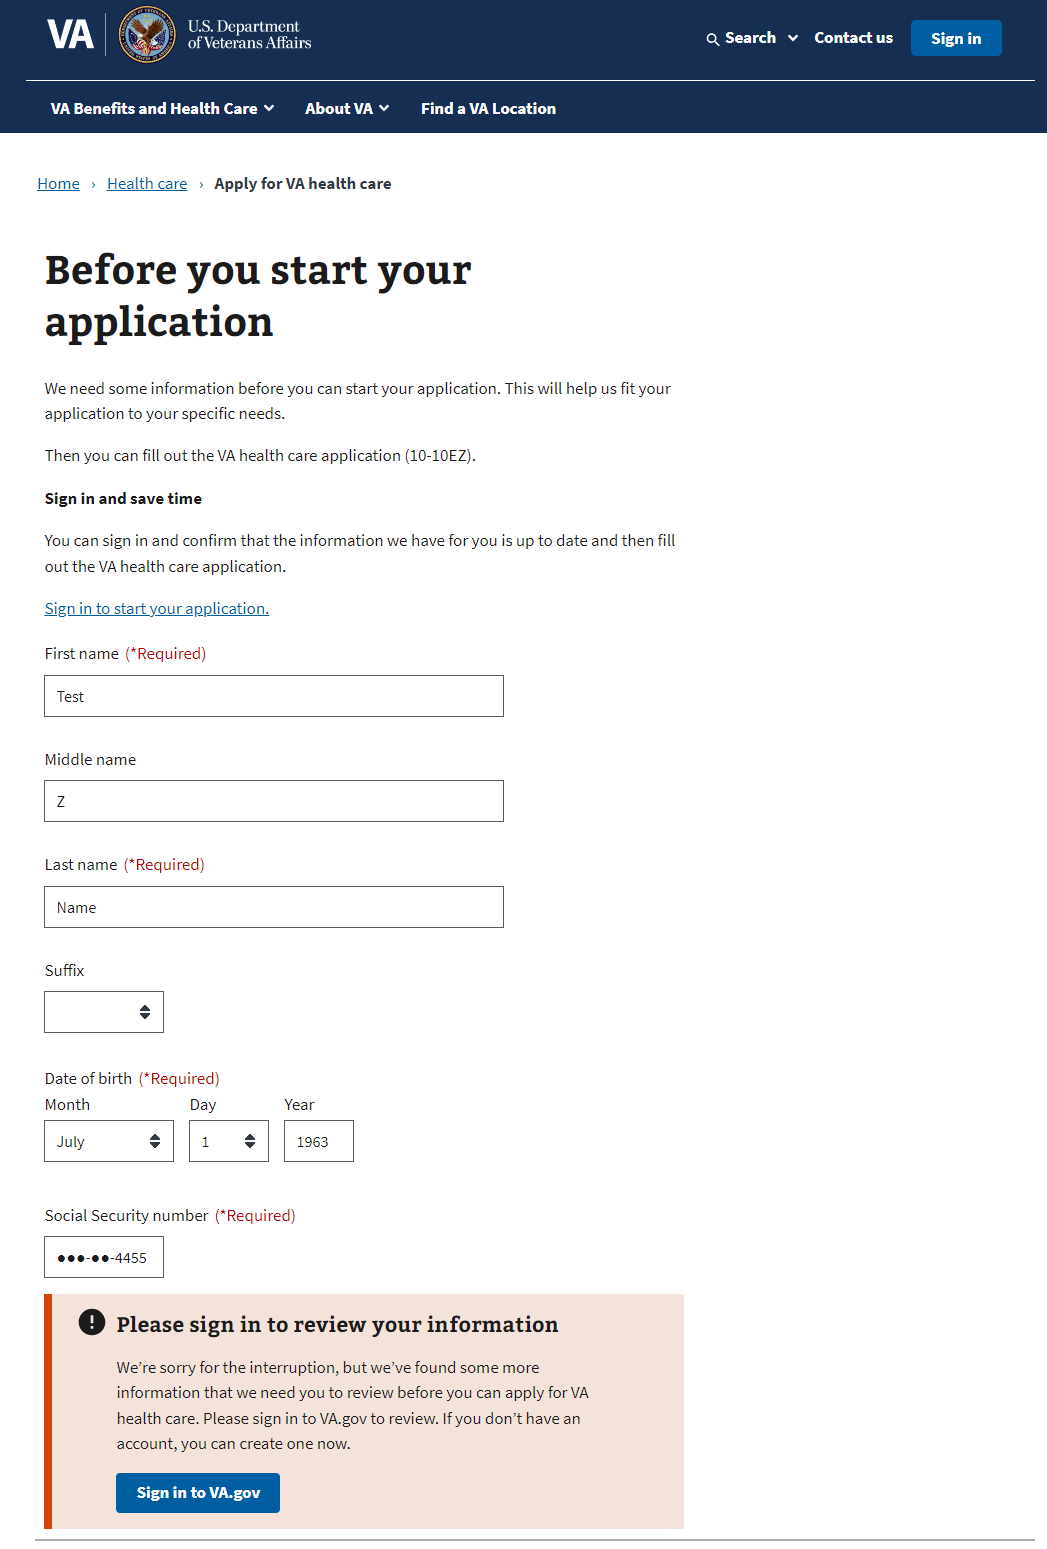 VA
U.S. Department
of Veterans Affairs
Search
Contact us
Sign in
VA Benefits and Health Care
About VA
Find a VA Location
Home › Health care › Apply for VA health care
Before you start your
application
We need some information before you can start your application. This will help us fit your
application to your specific needs.
Then you can fill out the VA health care application (10-10EZ).
Sign in and save time
You can sign in and confirm that the information we have for you is up to date and then fill
out the VA health care application.
Sign in to start your application.
First name (*Required)
Test
Middle name
Z
Last name (*Required)
Name
Suffix
Date of birth (*Required)
Month Day Year
July 1 1963
Social Security number (*Required)
●●●-●●-4455
Please sign in to review your information
We’re sorry for the interruption, but we’ve found some more
information that we need you to review before you can apply for VA
health care. Please sign in to VA.gov to review. If you don’t have an
account, you can create one now.
Sign in to VA.gov